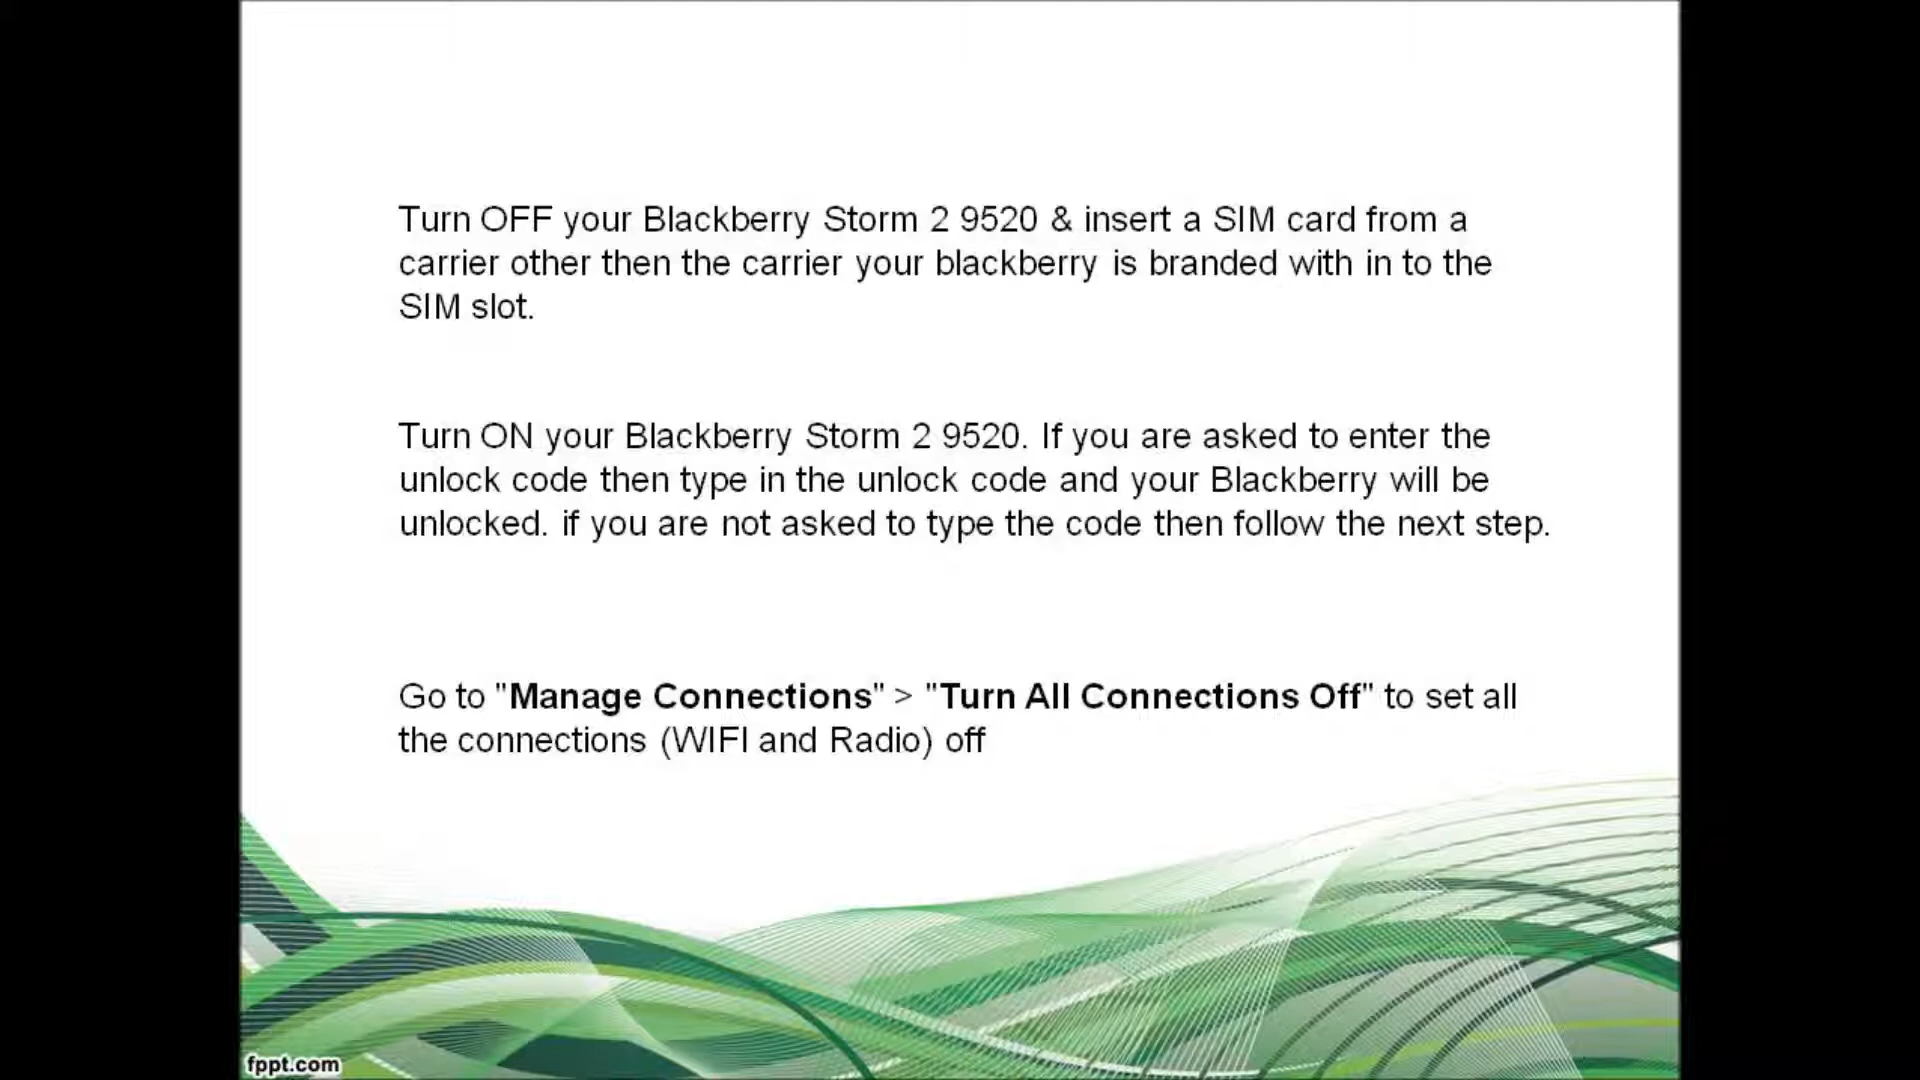 Turn OFF your Blackberry Storm 2 9520 & insert a SIM card from a
carrier other then the carrier your blackberry is branded with in to the
SIM slot.
Turn ON your Blackberry Storm 2 9520. If you are asked to enter the
unlock code then type in the unlock code and your Blackberry will be
unlocked. if you are not asked to type the code then follow the next step.
Go to "Manage Connections" > "Turn All Connections Off" to set all
the connections (WIFI and Radio) off
fppt.com